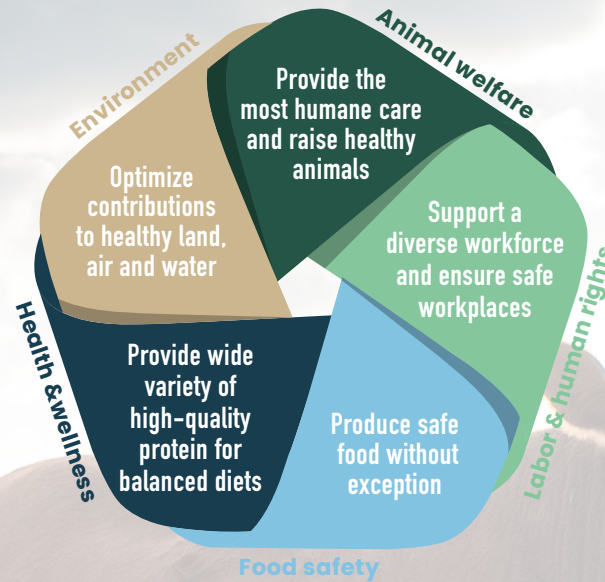 Animal welfare
Provide the
most humane care
and raise healthy
animals
Labor & human rights
Support a
diverse workforce
and ensure safe
workplaces
Food safety
Produce safe
food without
exception
Health &wellness
Provide wide
variety of
high-quality
protein for
balanced diets
Environment
Optimize
contributions
to healthy land,
air and water